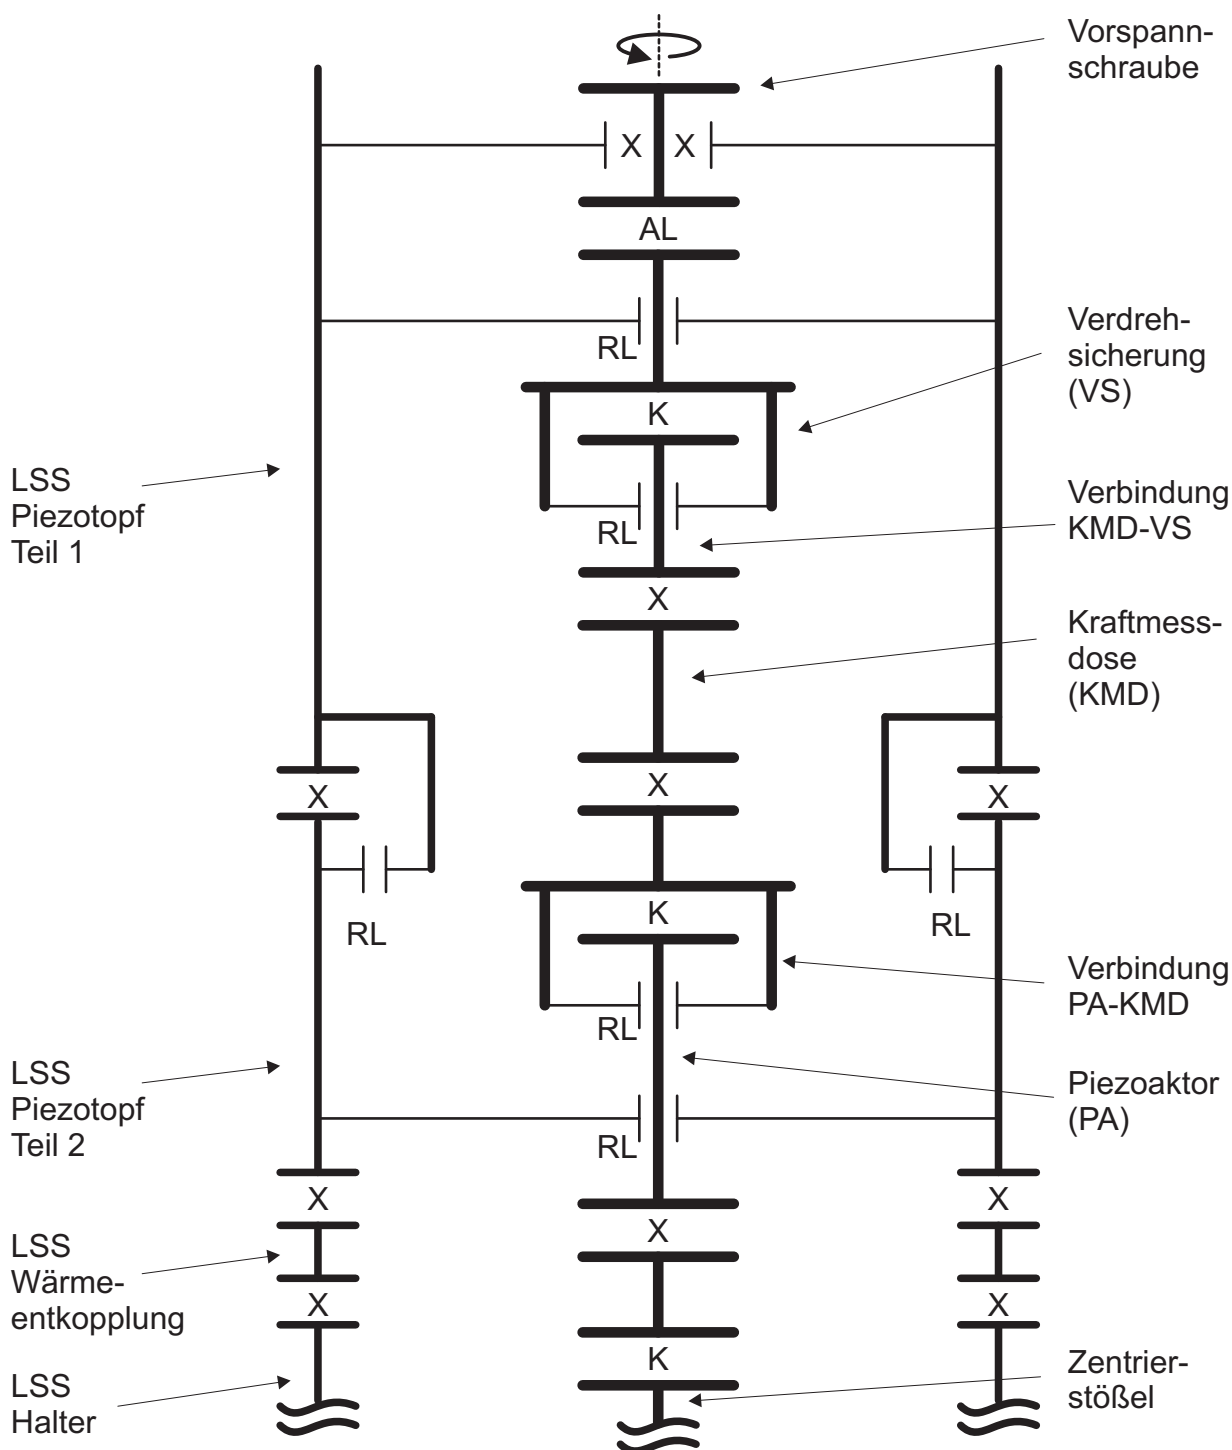 Vorspann-
schraube
X
X
AL
RL
Verdreh-
sicherung
(VS)
K
LSS
Piezotopf
Teil 1
RL
Verbindung
KMD-VS
X
Kraftmess-
dose
(KMD)
X
X
X
RL
K
RL
Verbindung
PA-KMD
RL
LSS
Piezotopf
Teil 2
Piezoaktor
(PA)
RL
X
X
X
LSS
Wärme-
entkopplung
X
X
K
Zentrier-
stößel
LSS
Halter